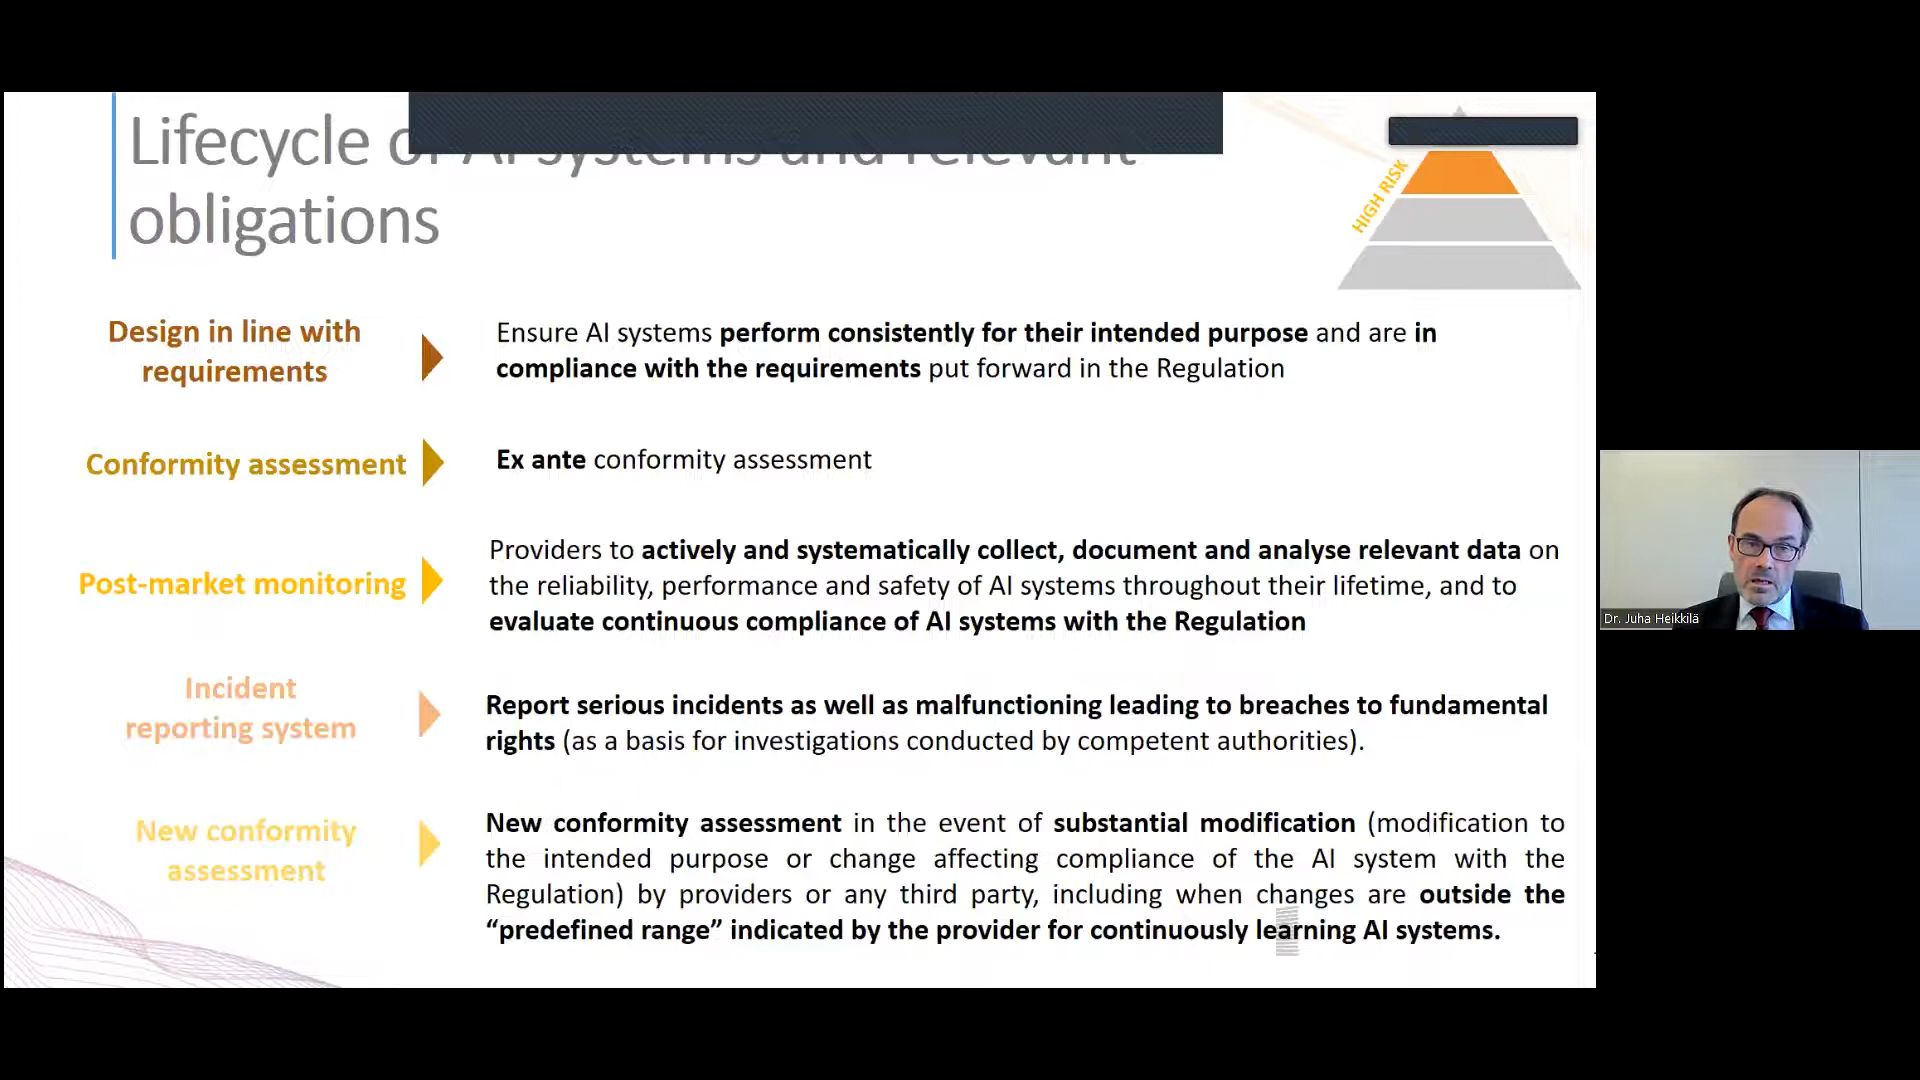 Lifecycle of AI systems and relevant
obligations
HIGH RISK
Design in line with
requirements
Ensure AI systems perform consistently for their intended purpose and are in
compliance with the requirements put forward in the Regulation
Conformity assessment
Ex ante conformity assessment
Post-market monitoring
Providers to actively and systematically collect, document and analyse relevant data on
the reliability, performance and safety of AI systems throughout their lifetime, and to
evaluate continuous compliance of AI systems with the Regulation
Incident
reporting system
Report serious incidents as well as malfunctioning leading to breaches to fundamental
rights (as a basis for investigations conducted by competent authorities).
New conformity
assessment
New conformity assessment in the event of substantial modification (modification to
the intended purpose or change affecting compliance of the AI system with the
Regulation) by providers or any third party, including when changes are outside the
“predefined range” indicated by the provider for continuously learning AI systems.
Dr. Juha Heikkilä